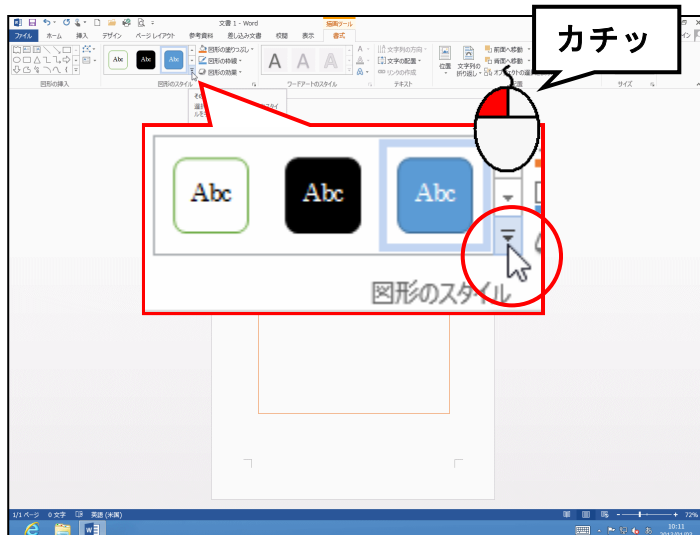 文書 1 - Word
描画ツール
ファイル ホーム 挿入 デザイン ページ レイアウト 参考資料 差し込み文書 校閲 表示 書式
カチッ
Abc Abc Abc
図形の塗りつぶし
図形の枠線
図形の効果
A A A
文字列の方向
文字の配置
リンクの作成
位置 文字列の
折り返し
前面へ移動
背面へ移動
図形の挿入 図形のスタイル ワードアートのスタイル テキスト サイズ
Abc Abc Abc
図形のスタイル
1/1 ページ 0 文字 英語 (米国) 72%
10:11